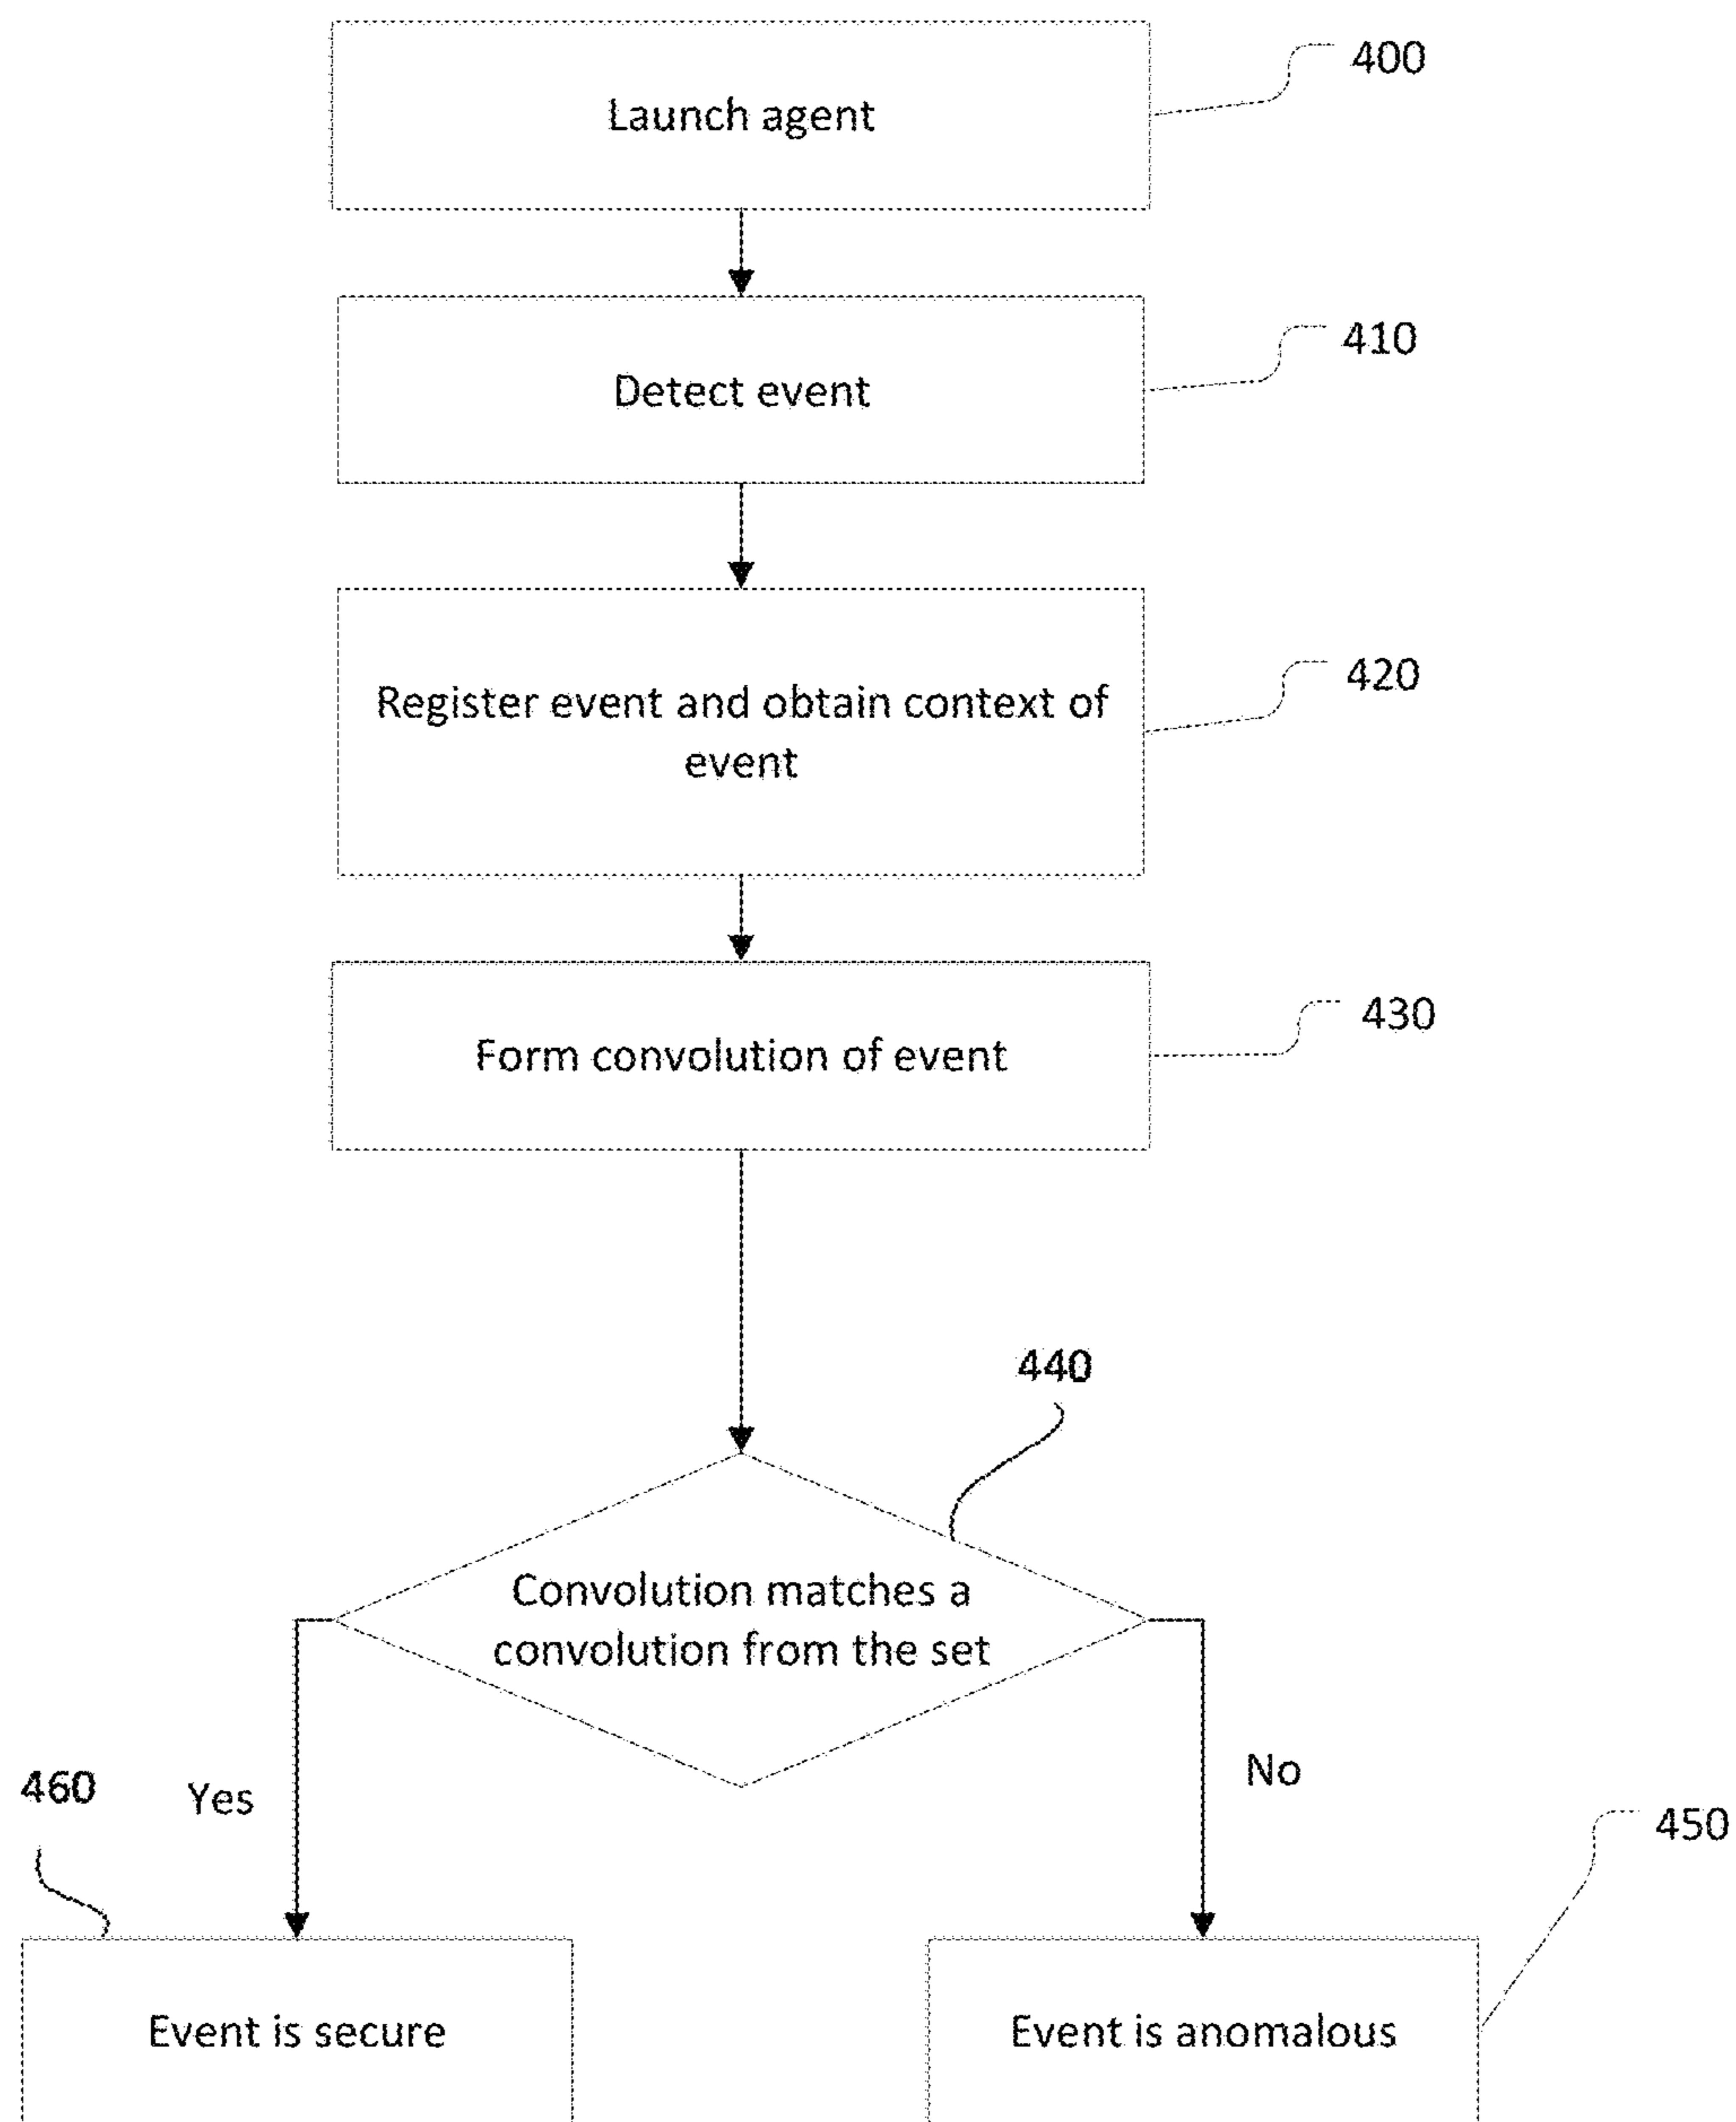 400
Launch agent
410
Detect event
420
Register event and obtain context of
event
430
Form convolution of event
440
Convolution matches a
convolution from the set
460
Yes
No
450
Event is secure
Event is anomalous